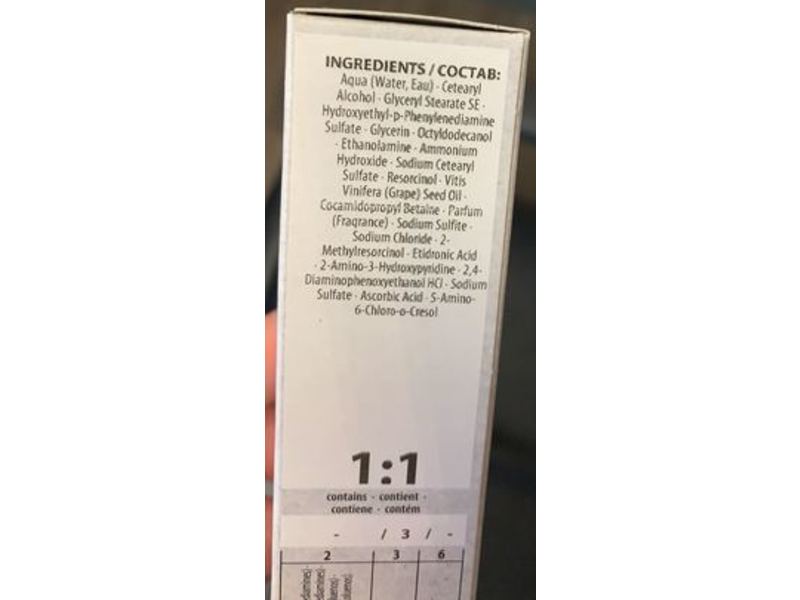 INGREDIENTS / COCTAB:
Aqua (Water, Eau) · Cetearyl
Alcohol · Glyceryl Stearate SE ·
Hydroxyethyl-p-Phenylenediamine
Sulfate · Glycerin · Octyldodecanol
· Ethanolamine · Ammonium
Hydroxide · Sodium Cetearyl
Sulfate · Resorcinol · Vitis
Vinifera (Grape) Seed Oil ·
Cocamidopropyl Betaine · Parfum
(Fragrance) · Sodium Sulfite ·
Sodium Chloride · 2-
Methylresorcinol · Etidronic Acid
· 2-Amino-3-Hydroxypyridine · 2,4-
Diaminophenoxyethanol HCl · Sodium
Sulfate · Ascorbic Acid · 5-Amino-
6-Chloro-o-Cresol
1:1
contains · contient ·
contiene · contém
- / 3 / -
2 3 6